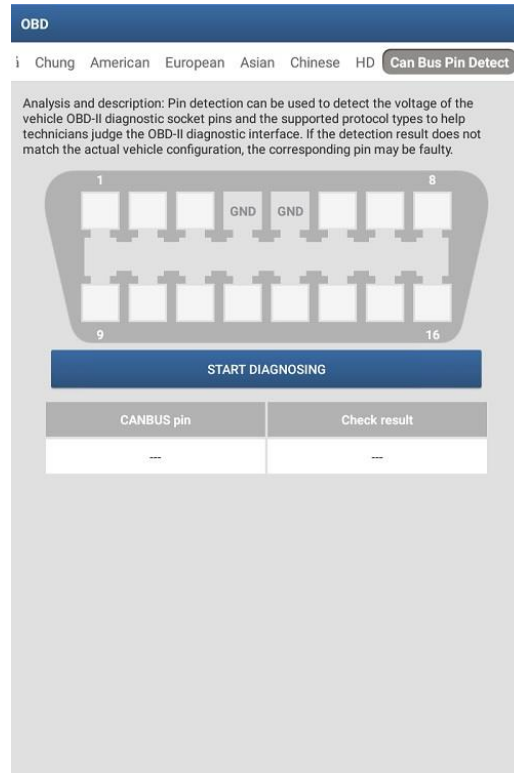 OBD
i Chung American European Asian Chinese HD Can Bus Pin Detect
Analysis and description: Pin detection can be used to detect the voltage of the
vehicle OBD-II diagnostic socket pins and the supported protocol types to help
technicians judge the OBD-II diagnostic interface. If the detection result does not
match the actual vehicle configuration, the corresponding pin may be faulty.
1 8
GND GND
9 16
START DIAGNOSING
CANBUS pin Check result
--- ---